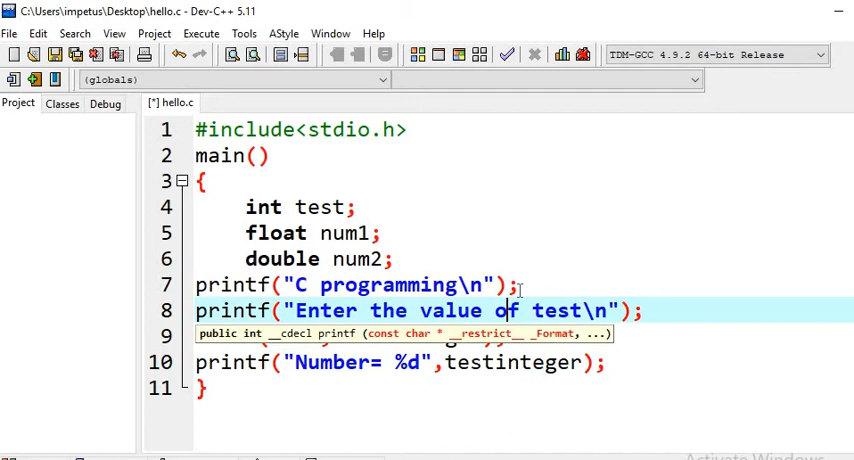 C:\Users\impetus\Desktop\hello.c - Dev-C++ 5.11
File Edit Search View Project Execute Tools AStyle Window Help
TDM-GCC 4.9.2 64-bit Release
(globals)
Project Classes Debug [*] hello.c
1 #include<stdio.h>
2 main()
3 {
4 int test;
5 float num1;
6 double num2;
7 printf("C programming\n");
8 printf("Enter the value of test\n");
public int __cdecl printf (const char * __restrict__ _Format, ...)
9
10 printf("Number= %d",testinteger);
11 }